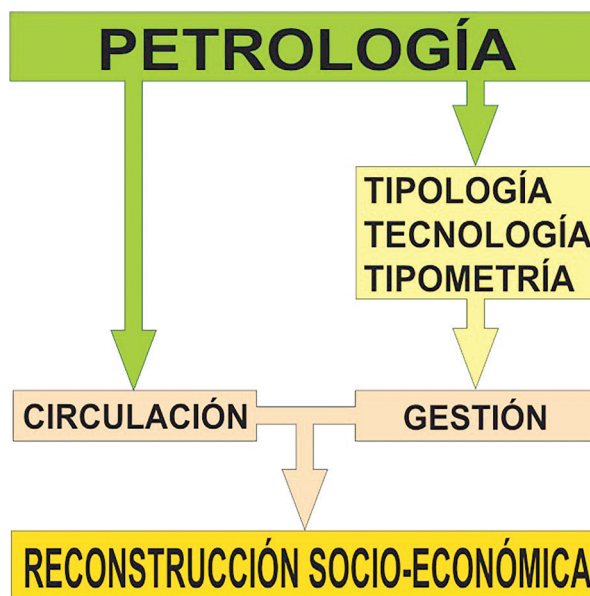 PETROLOGÍA
TIPOLOGÍA
TECNOLOGÍA
TIPOMETRÍA
CIRCULACIÓN
GESTIÓN
RECONSTRUCCIÓN SOCIO-ECONÓMICA